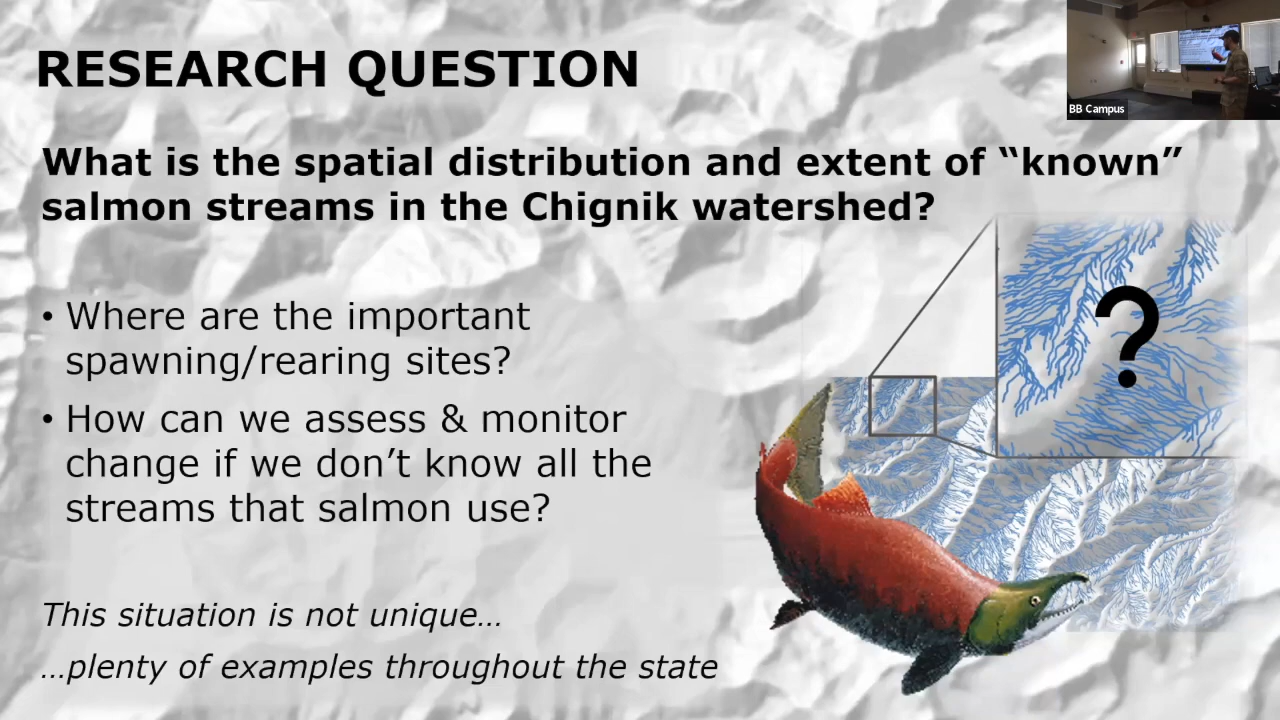 RESEARCH QUESTION
BB Campus
What is the spatial distribution and extent of “known”
salmon streams in the Chignik watershed?
• Where are the important
spawning/rearing sites?
• How can we assess & monitor
change if we don’t know all the
streams that salmon use?
?
This situation is not unique…
…plenty of examples throughout the state